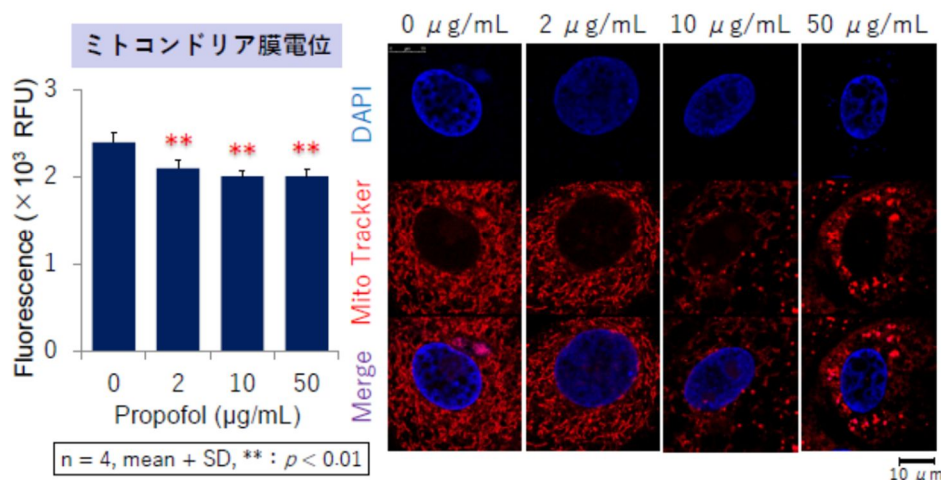 ミトコンドリア膜電位
Fluorescence (× 10³ RFU)
3
2
1
0
**
**
**
0
2
10
50
Propofol (μg/mL)
n = 4, mean + SD, **：p < 0.01
0 μg/mL
2 μg/mL
10 μg/mL
50 μg/mL
DAPI
Mito Tracker
Merge
10 μm